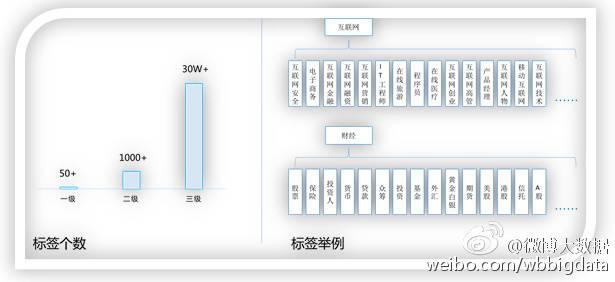 30W+
1000+
50+
一级
二级
三级
标签个数
互联网
互联网安全
电子商务
互联网金融
互联网融资
互联网营销
IT工程师
在线旅游
程序员
在线医疗
互联网创业
互联网高管
产品经理
互联网人物
移动互联网
互联网技术
……
财经
股票
保险
投资人
货币
贷款
众筹
投资
基金
外汇
黄金白银
期货
美股
港股
信托
A股
……
标签举例
@微博大数据
weibo.com/wbbigdata